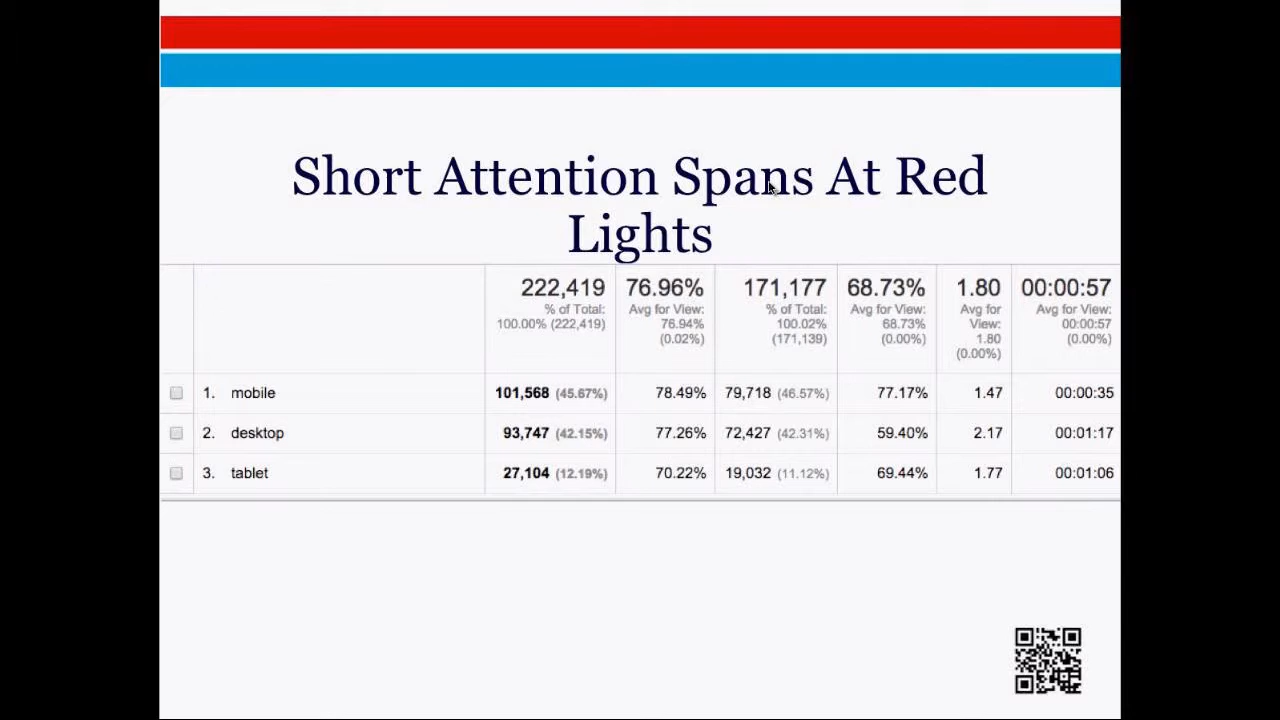 Short Attention Spans At Red
Lights
222,419 76.96% 171,177 68.73% 1.80 00:00:57
% of Total: Avg for View: % of Total: Avg for View: Avg for Avg for View:
100.00% (222,419) 76.94% 100.02% 68.73% View: 00:00:57
(0.02%) (171,139) (0.00%) 1.80 (0.00%)
(0.00%)
1. mobile 101,568 (45.67%) 78.49% 79,718 (46.57%) 77.17% 1.47 00:00:35
2. desktop 93,747 (42.15%) 77.26% 72,427 (42.31%) 59.40% 2.17 00:01:17
3. tablet 27,104 (12.19%) 70.22% 19,032 (11.12%) 69.44% 1.77 00:01:06